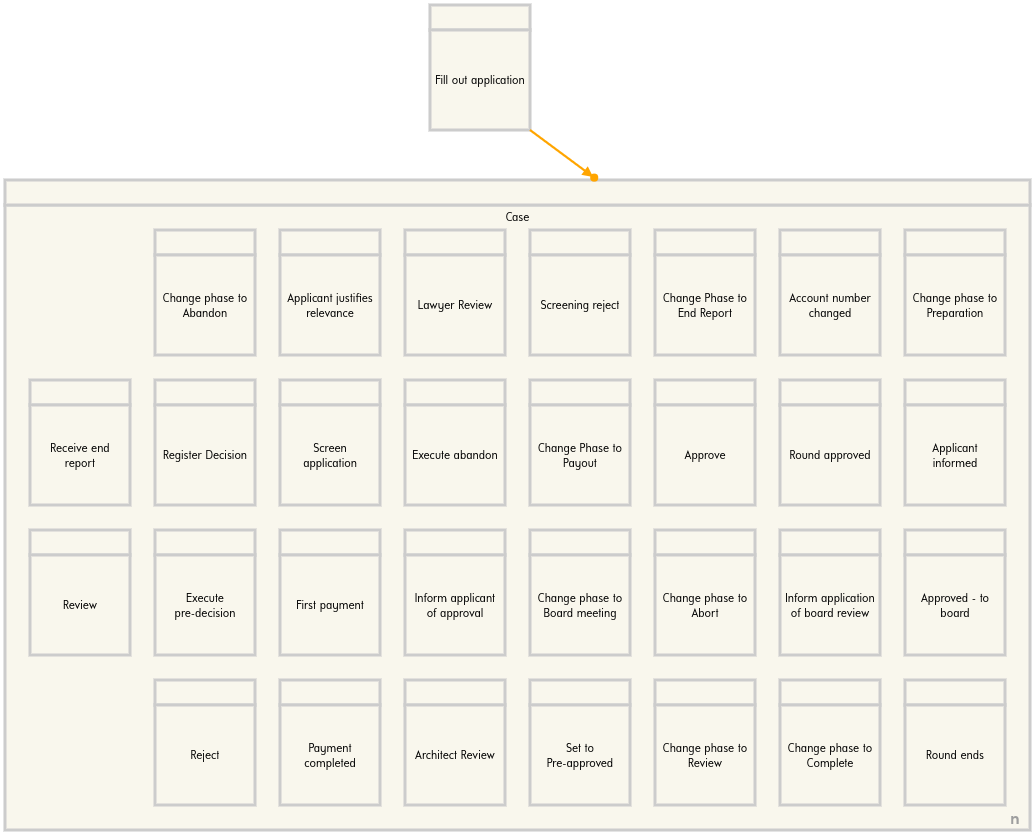 Fill out application
Case
Change phase to
Abandon
Applicant justifies
relevance
Lawyer Review
Screening reject
Change Phase to
End Report
Account number
changed
Change phase to
Preparation
Receive end
report
Register Decision
Screen
application
Execute abandon
Change Phase to
Payout
Approve
Round approved
Applicant
informed
Review
Execute
pre-decision
First payment
Inform applicant
of approval
Change phase to
Board meeting
Change phase to
Abort
Inform application
of board review
Approved - to
board
Reject
Payment
completed
Architect Review
Set to
Pre-approved
Change phase to
Review
Change phase to
Complete
Round ends
n